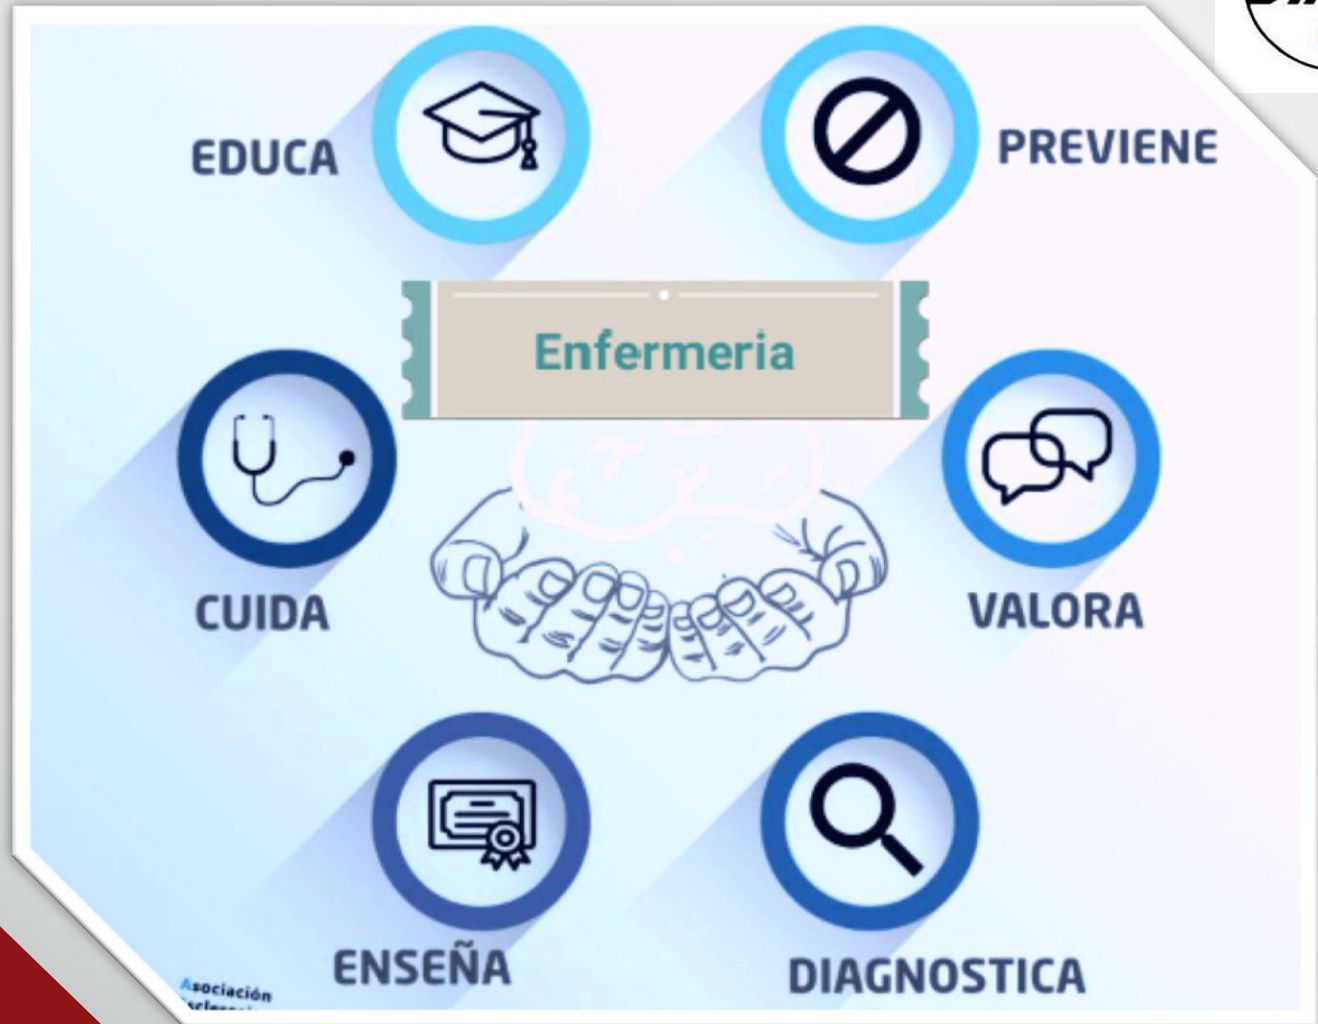 EDUCA
PREVIENE
Enfermeria
CUIDA
VALORA
ENSEÑA
DIAGNOSTICA
Asociación